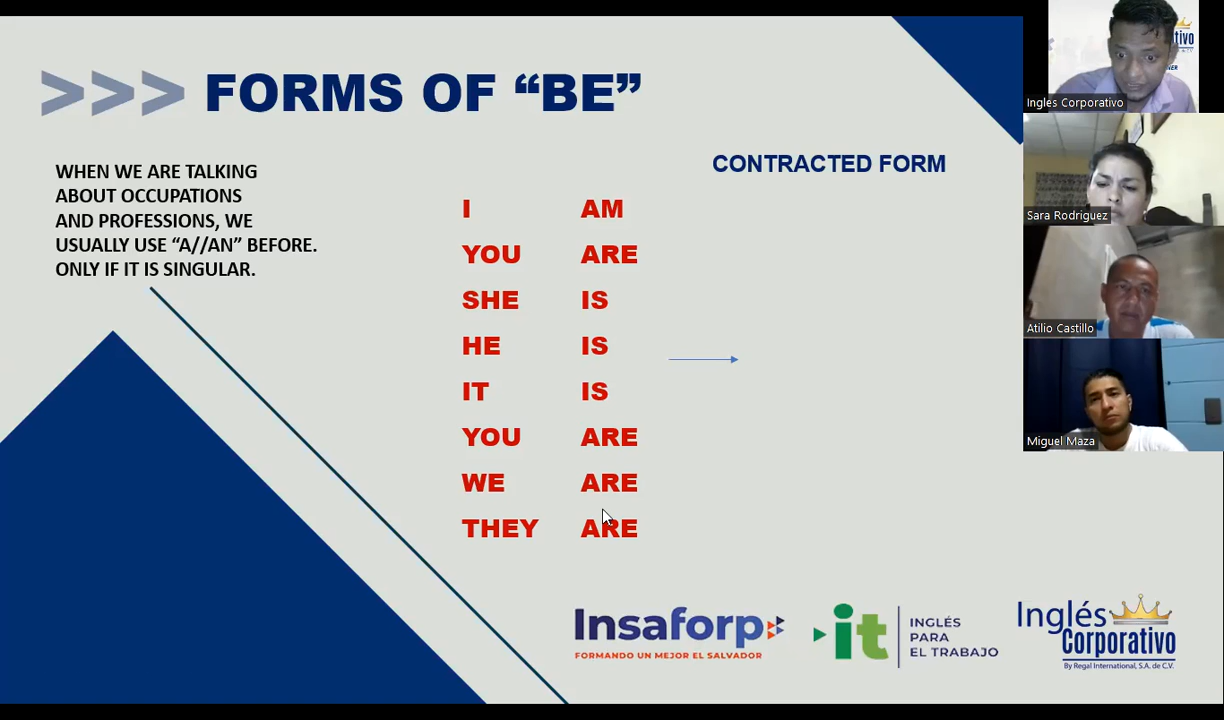 >>> FORMS OF “BE”
WHEN WE ARE TALKING
ABOUT OCCUPATIONS
AND PROFESSIONS, WE
USUALLY USE “A//AN” BEFORE.
ONLY IF IT IS SINGULAR.
CONTRACTED FORM
I AM
YOU ARE
SHE IS
HE IS
IT IS
YOU ARE
WE ARE
THEY ARE
Insaforp
FORMANDO UN MEJOR EL SALVADOR
it
INGLÉS
PARA
EL TRABAJO
Inglés
Corporativo
By Regal International, S.A. de C.V.
Inglés Corporativo
Sara Rodriguez
Atilio Castillo
Miguel Maza